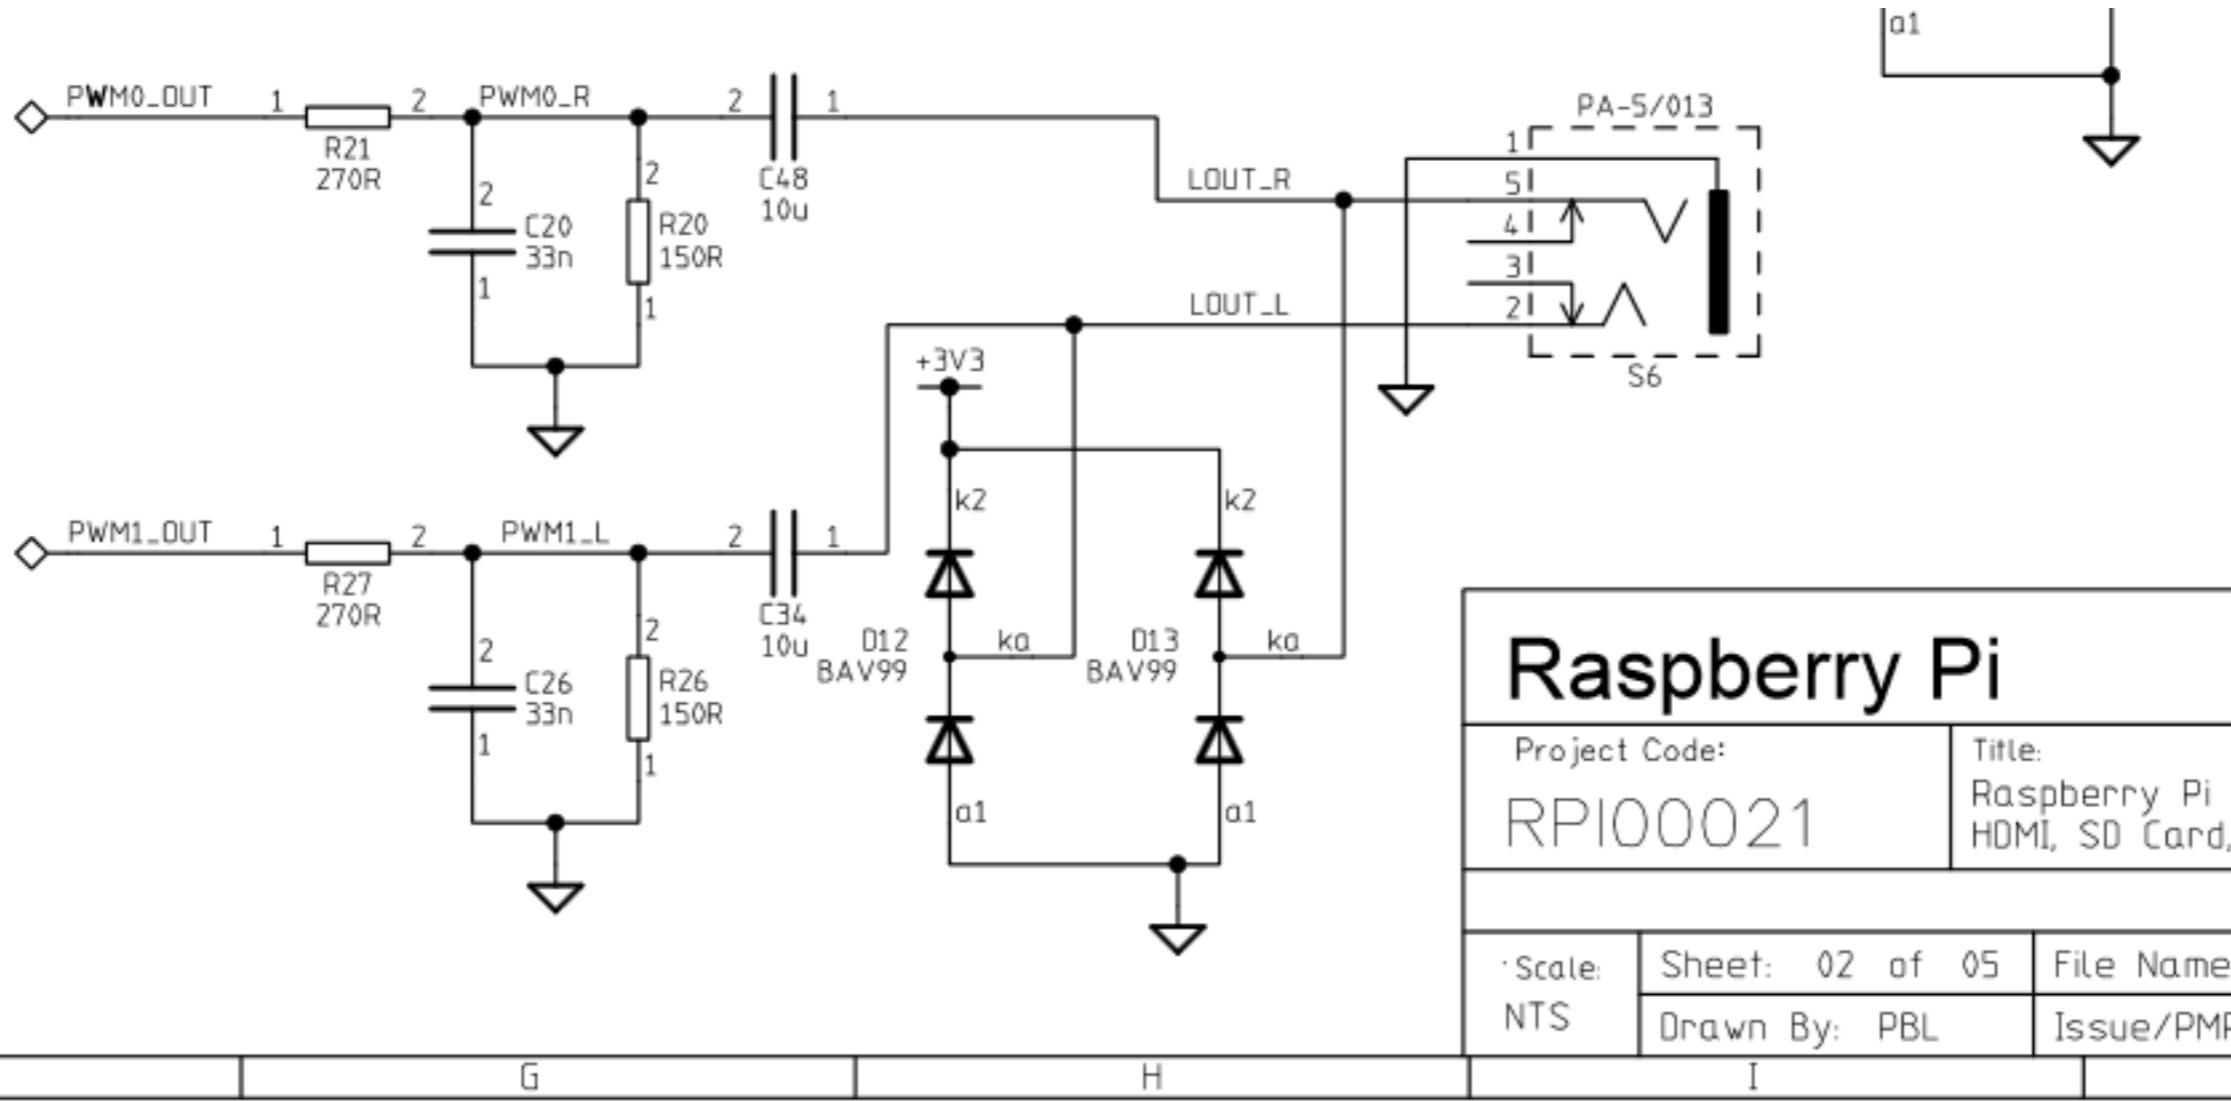 a1
PWM0_OUT
1
2
PWM0_R
2
1
R21
270R
2
C20
33n
1
2
R20
150R
1
C48
10u
LOUT_R
PA-5/013
1
5
4
3
2
S6
LOUT_L
+3V3
PWM1_OUT
1
2
PWM1_L
2
1
R27
270R
2
C26
33n
1
2
R26
150R
1
C34
10u
k2
k2
D12
BAV99
ka
D13
BAV99
ka
a1
a1
Raspberry Pi
Project Code:
RPI00021
Title:
Raspberry Pi
HDMI, SD Card,
Scale:
NTS
Sheet: 02 of 05
File Name
Drawn By: PBL
Issue/PMP
G
H
I